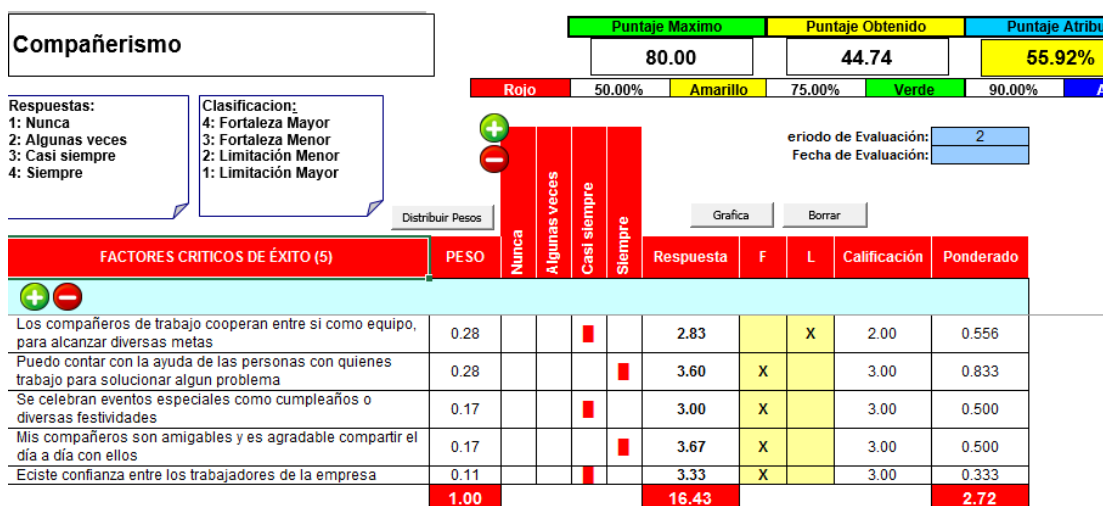 Compañerismo
Puntaje Maximo Puntaje Obtenido Puntaje Atribu
80.00 44.74 55.92%
Rojo 50.00% Amarillo 75.00% Verde 90.00% A
Respuestas:
1: Nunca
2: Algunas veces
3: Casi siempre
4: Siempre
Clasificacion:
4: Fortaleza Mayor
3: Fortaleza Menor
2: Limitación Menor
1: Limitación Mayor
eriodo de Evaluación: 2
Fecha de Evaluación:
Distribuir Pesos Grafica Borrar
FACTORES CRITICOS DE ÉXITO (5) PESO Nunca Algunas veces Casi siempre Siempre Respuesta F L Calificación Ponderado
Los compañeros de trabajo cooperan entre si como equipo,
para alcanzar diversas metas 0.28 2.83 X 2.00 0.556
Puedo contar con la ayuda de las personas con quienes
trabajo para solucionar algun problema 0.28 3.60 X 3.00 0.833
Se celebran eventos especiales como cumpleaños o
diversas festividades 0.17 3.00 X 3.00 0.500
Mis compañeros son amigables y es agradable compartir el
día a día con ellos 0.17 3.67 X 3.00 0.500
Eciste confianza entre los trabajadores de la empresa 0.11 3.33 X 3.00 0.333
1.00 16.43 2.72